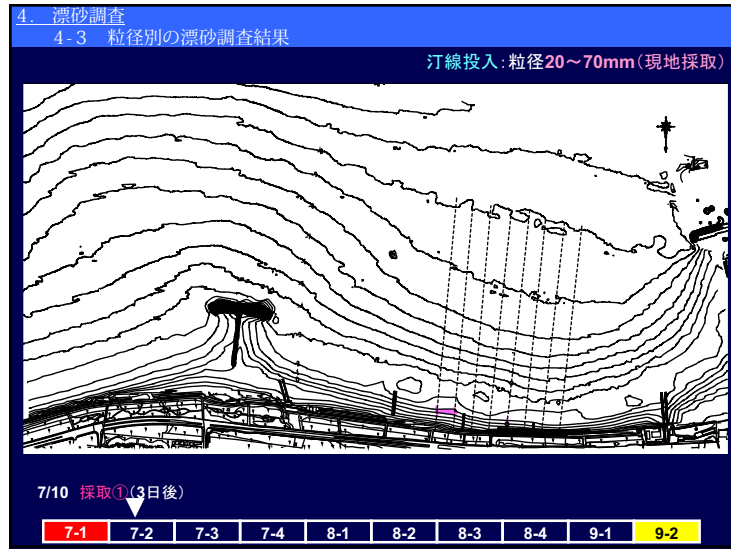 4. 漂砂調査
4-3 粒径別の漂砂調査結果
汀線投入:粒径20～70mm(現地採取)
7/10 採取①(3日後)
7-1 7-2 7-3 7-4 8-1 8-2 8-3 8-4 9-1 9-2